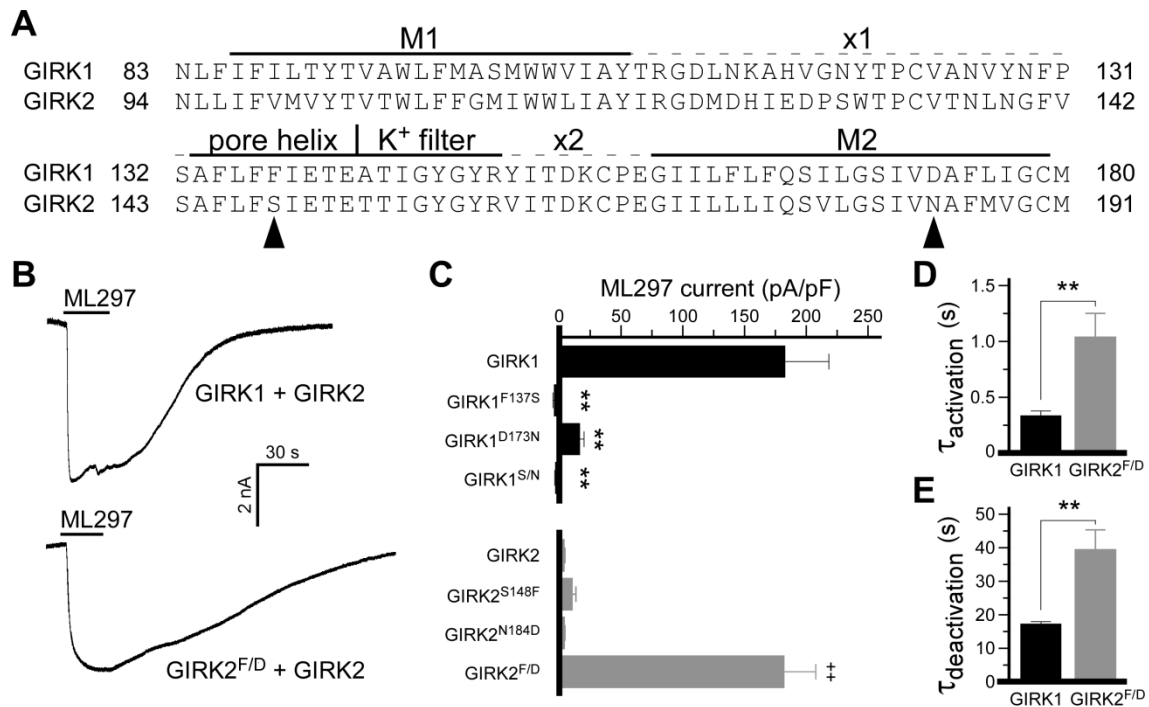 A
M1 x1
GIRK1 83 NLFIFILTYTVAWLFMASMWWVIAYTRGDLNKAHVGNYTPCVANVYNFP 131
GIRK2 94 NLLIFVMVYTVTWLFFGMIWWLIAYIRGDMDHIEDPSWTPCVTNLNGFV 142
pore helix K+ filter x2 M2
GIRK1 132 SAFLFFIETEATIGYGYRYITDKCPEGIILFLFQSILGSIVDAFLIGCM 180
GIRK2 143 SAFLFSIETETTIGYGYRVITDKCPEGIILLLIQSVLGSIVNAFMVGCM 191
B
ML297
GIRK1 + GIRK2
30 s
2 nA
ML297
GIRK2F/D + GIRK2
C
ML297 current (pA/pF)
0 50 100 150 200 250
GIRK1
GIRK1F137S **
GIRK1D173N **
GIRK1S/N **
GIRK2
GIRK2S148F
GIRK2N184D
GIRK2F/D ‡‡
D
τactivation (s)
1.5
1.0
0.5
0
**
GIRK1 GIRK2F/D
E
τdeactivation (s)
50
40
30
20
10
0
**
GIRK1 GIRK2F/D